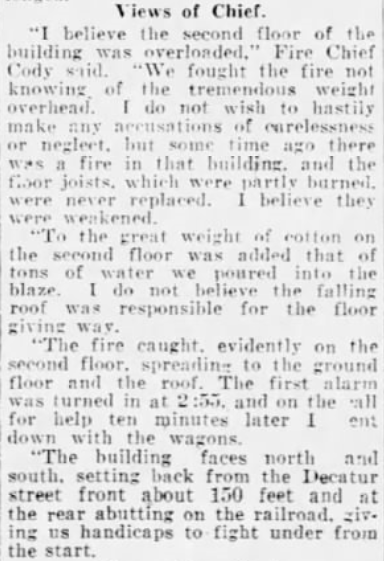 Views of Chief.
"I believe the second floor of the
building was overloaded," Fire Chief
Cody said. "We fought the fire not
knowing of the tremendous weight
overhead. I do not wish to hastily
make any accusations of carelessness
or neglect, but some time ago there
was a fire in that building, and the
floor joists, which were partly burned,
were never replaced. I believe they
were weakened.
"To the great weight of cotton on
the second floor was added that of
tons of water we poured into the
blaze. I do not believe the falling
roof was responsible for the floor
giving way.
"The fire caught, evidently on the
second floor, spreading to the ground
floor and the roof. The first alarm
was turned in at 2:55, and on the call
for help ten minutes later I
down with the wagons.
"The building faces north and
south, setting back from the Decatur
street front about 150 feet and at
the rear abutting on the railroad, giv-
ing us handicaps to fight under from
the start.